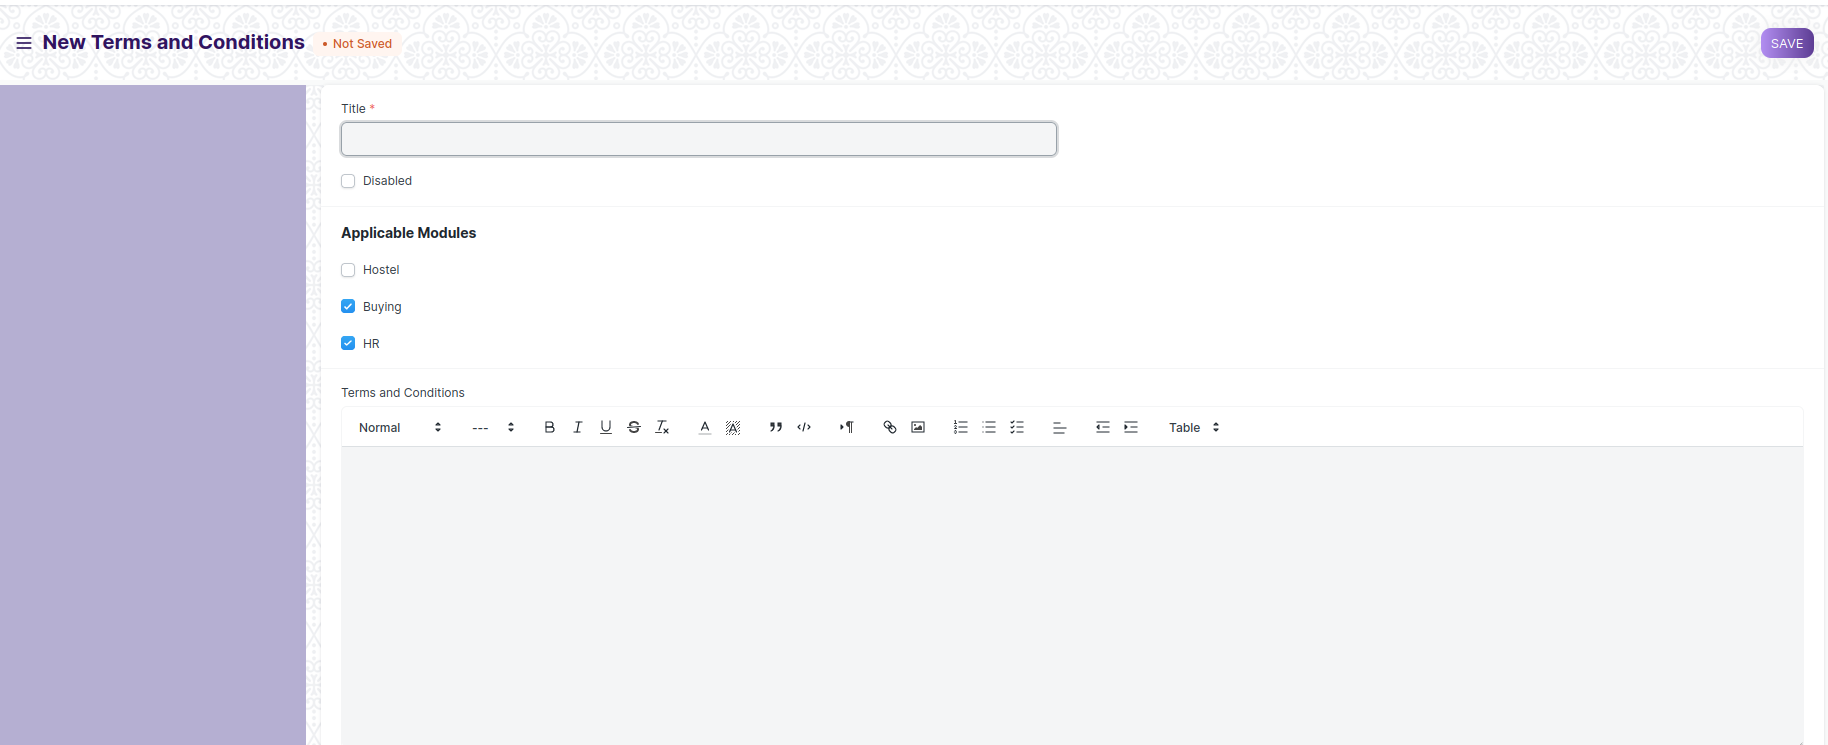 New Terms and Conditions • Not Saved SAVE
Title *
Disabled
Applicable Modules
Hostel
Buying
HR
Terms and Conditions
Normal --- B I U S Tx A A " </> ¶ Table